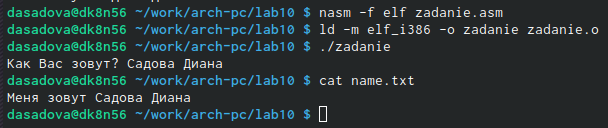 dasadova@dk8n56 ~/work/arch-pc/lab10 $ nasm -f elf zadanie.asm
dasadova@dk8n56 ~/work/arch-pc/lab10 $ ld -m elf_i386 -o zadanie zadanie.o
dasadova@dk8n56 ~/work/arch-pc/lab10 $ ./zadanie
Как Вас зовут? Садова Диана
dasadova@dk8n56 ~/work/arch-pc/lab10 $ cat name.txt
Меня зовут Садова Диана
dasadova@dk8n56 ~/work/arch-pc/lab10 $